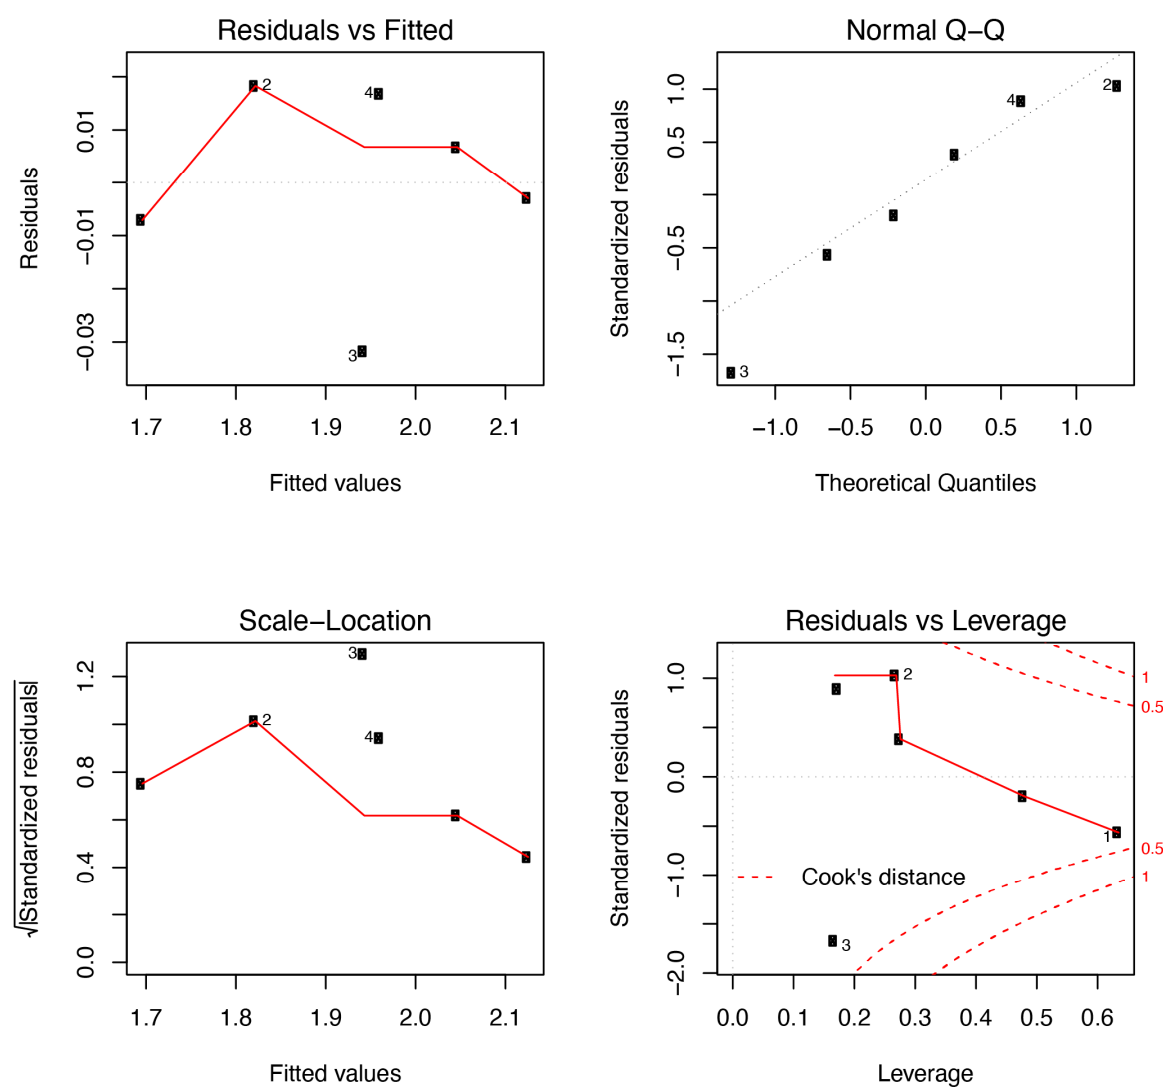 Residuals vs Fitted
Residuals
0.01
−0.01
−0.03
2
4
3
1.7 1.8 1.9 2.0 2.1
Fitted values
Normal Q−Q
Standardized residuals
1.0
0.5
−0.5
−1.5
4
2
3
−1.0 −0.5 0.0 0.5 1.0
Theoretical Quantiles
Scale−Location
√|Standardized residuals|
1.2
0.8
0.4
0.0
3
2
4
1.7 1.8 1.9 2.0 2.1
Fitted values
Residuals vs Leverage
Standardized residuals
1.0
0.0
−1.0
−2.0
2
1
3
1
0.5
0.5
1
Cook's distance
0.0 0.1 0.2 0.3 0.4 0.5 0.6
Leverage